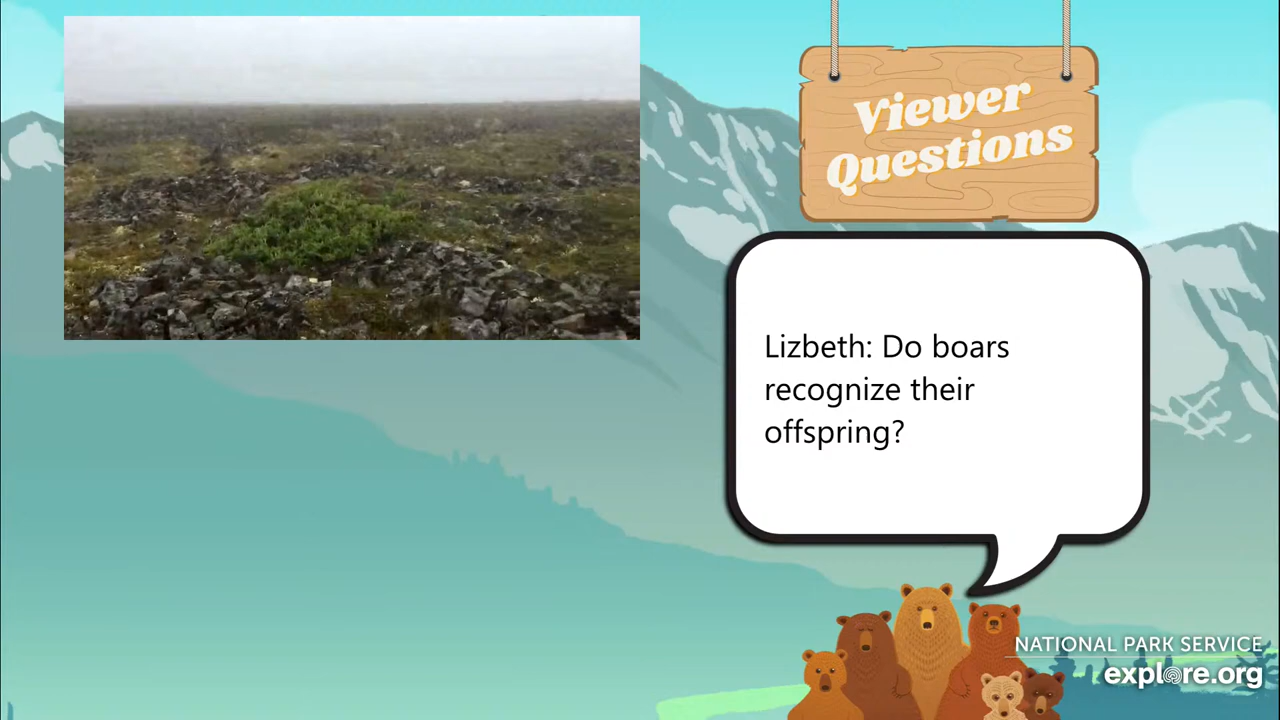 Viewer
Questions
Lizbeth: Do boars
recognize their
offspring?
NATIONAL PARK SERVICE
explore.org